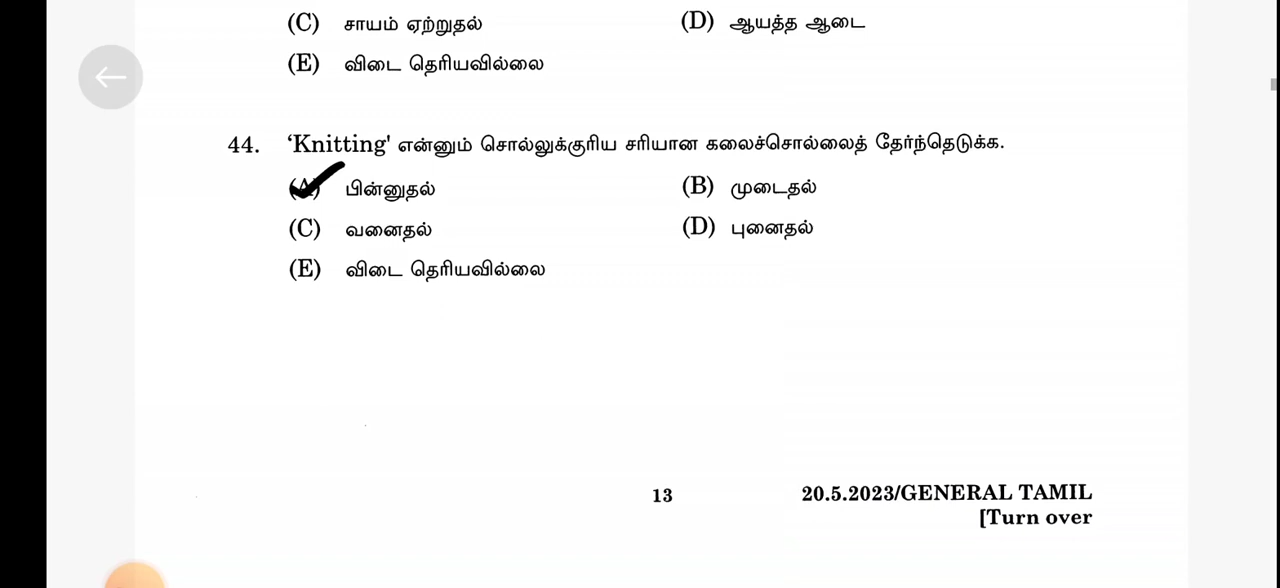 (C) சாயம் ஏற்றுதல் (D) ஆயத்த ஆடை
(E) விடை தெரியவில்லை
44. ‘Knitting' என்னும் சொல்லுக்குரிய சரியான கலைச்சொல்லைத் தேர்ந்தெடுக்க.
(A) பின்னுதல் (B) முடைதல்
(C) வனைதல் (D) புனைதல்
(E) விடை தெரியவில்லை
13 20.5.2023/GENERAL TAMIL
[Turn over